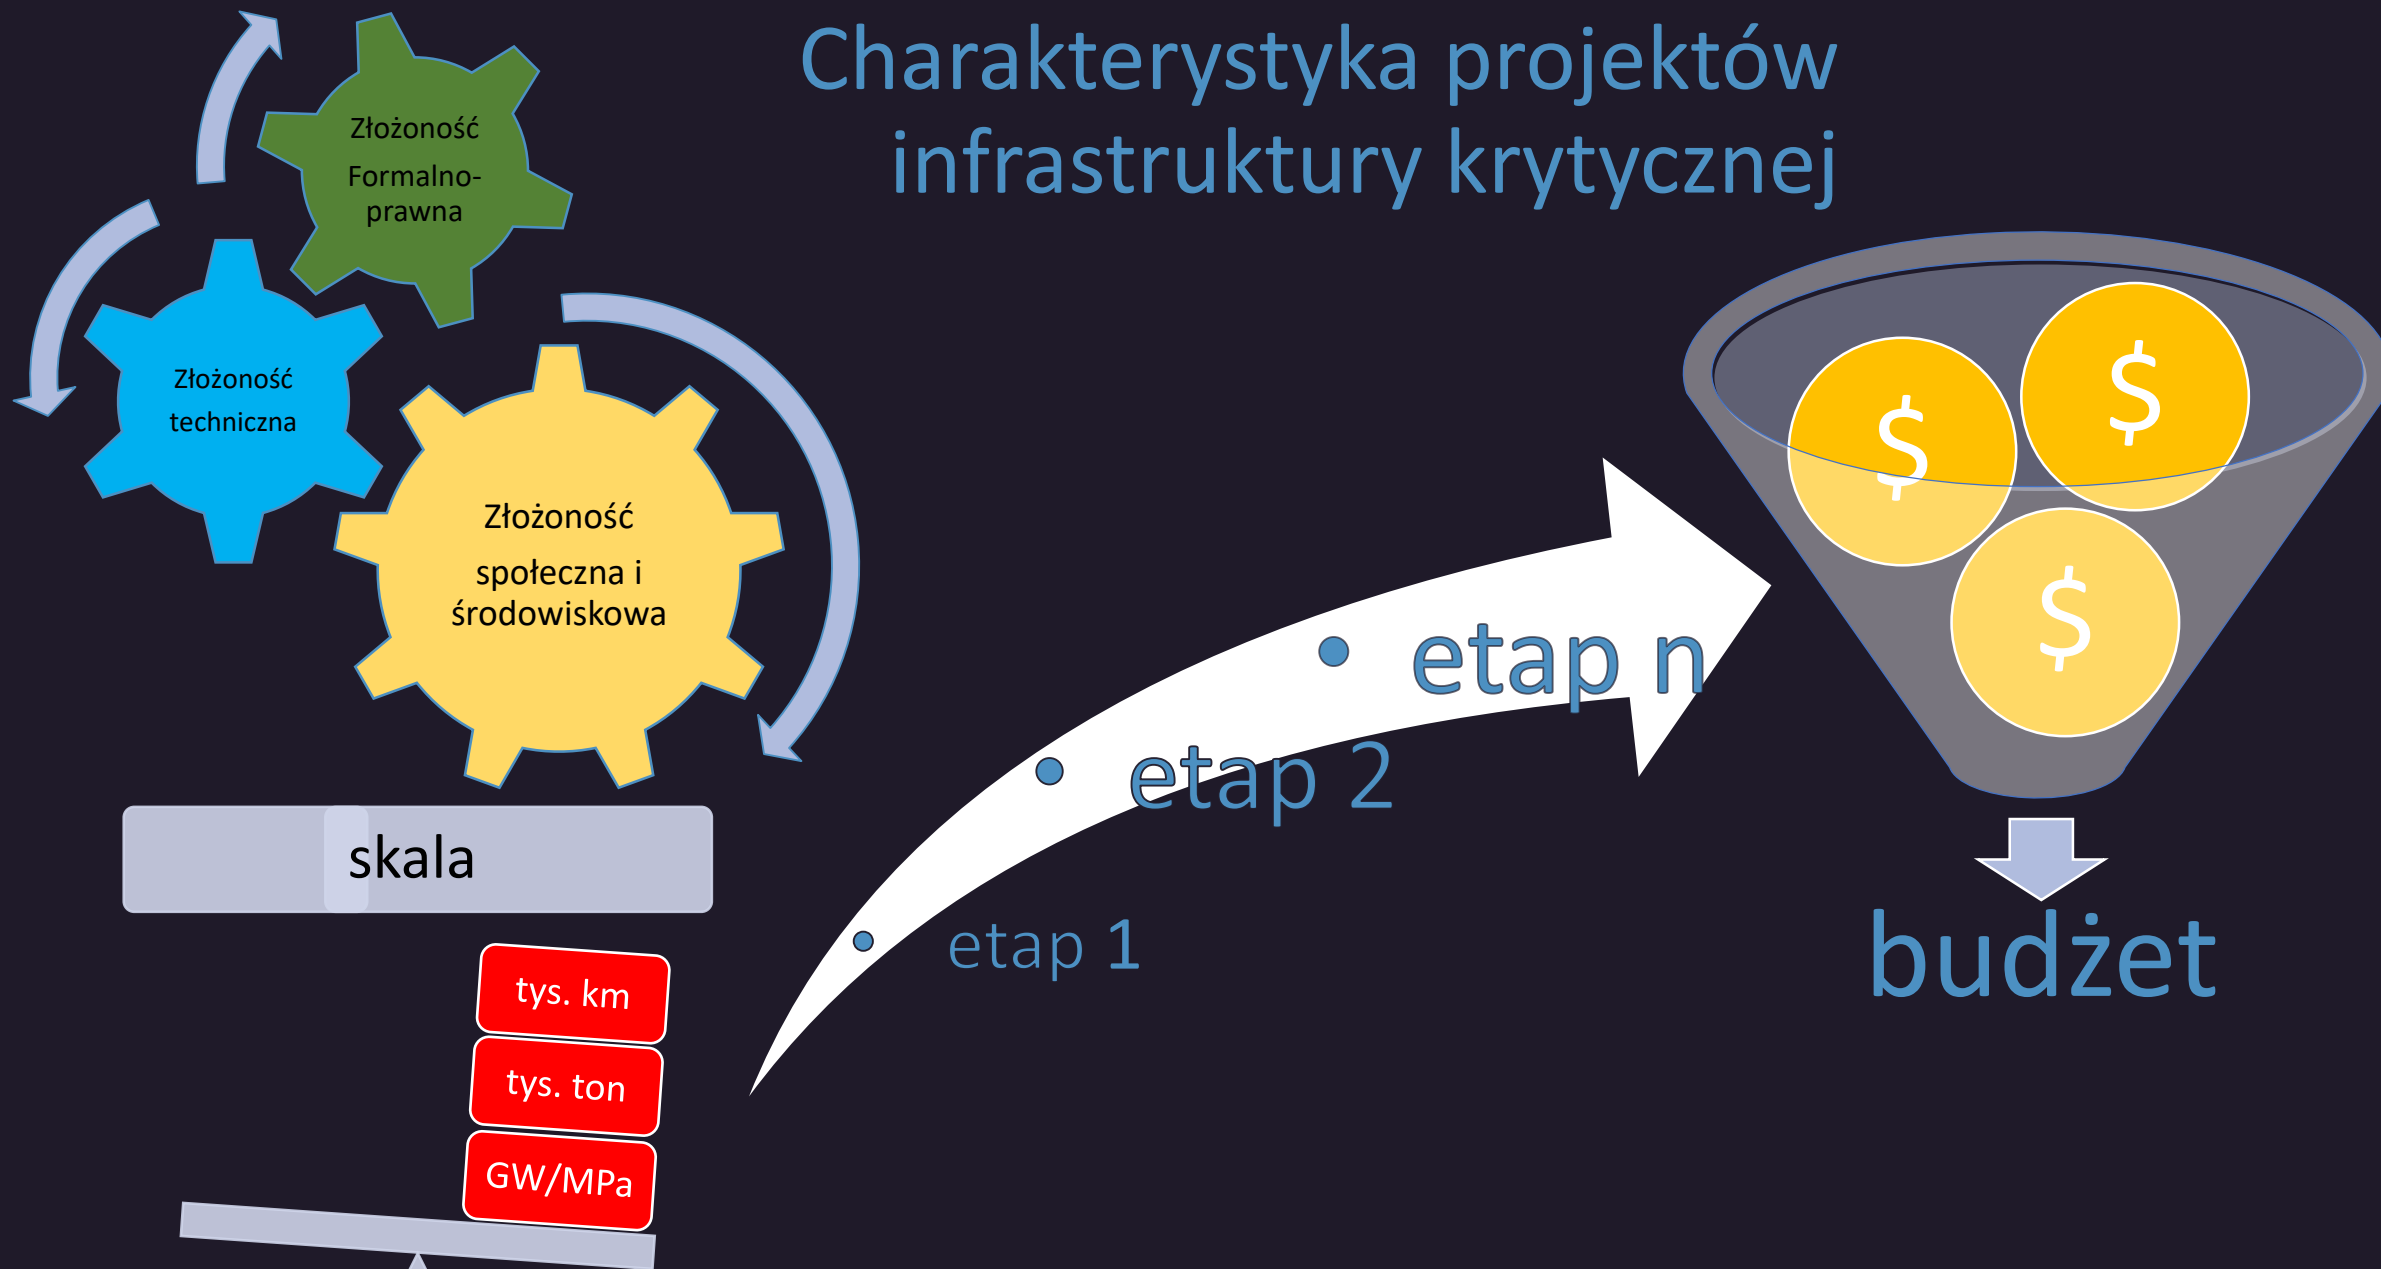 Charakterystyka projektów
infrastruktury krytycznej
Złożoność
Formalno-
prawna
Złożoność
techniczna
Złożoność
społeczna i
środowiskowa
skala
tys. km
tys. ton
GW/MPa
etap 1
etap 2
etap n
$
$
$
budżet